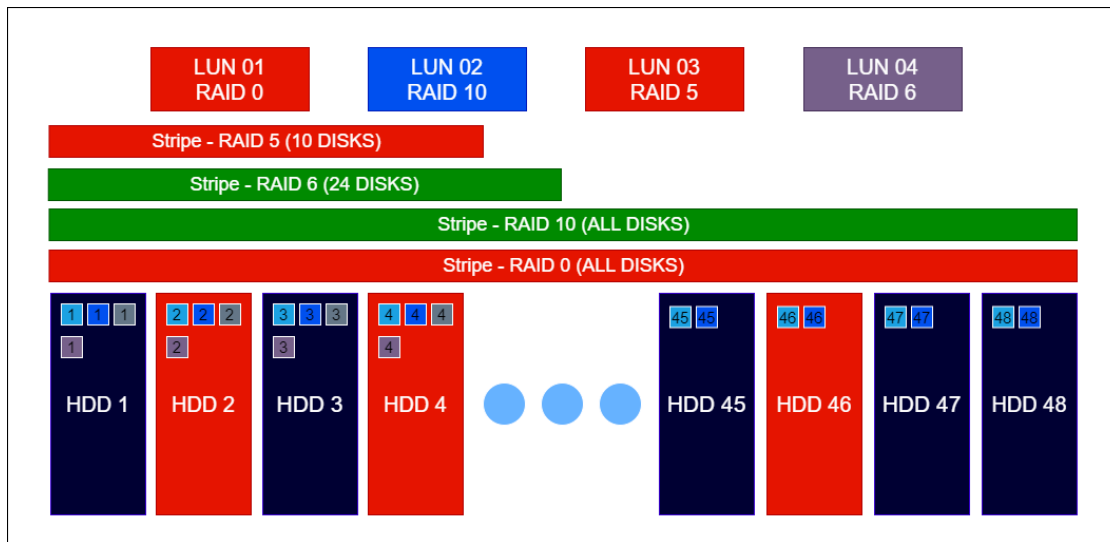 LUN 01
RAID 0
LUN 02
RAID 10
LUN 03
RAID 5
LUN 04
RAID 6
Stripe - RAID 5 (10 DISKS)
Stripe - RAID 6 (24 DISKS)
Stripe - RAID 10 (ALL DISKS)
Stripe - RAID 0 (ALL DISKS)
1 1 1
1
HDD 1
2 2 2
2
HDD 2
3 3 3
3
HDD 3
4 4 4
4
HDD 4
45 45
HDD 45
46 46
HDD 46
47 47
HDD 47
48 48
HDD 48